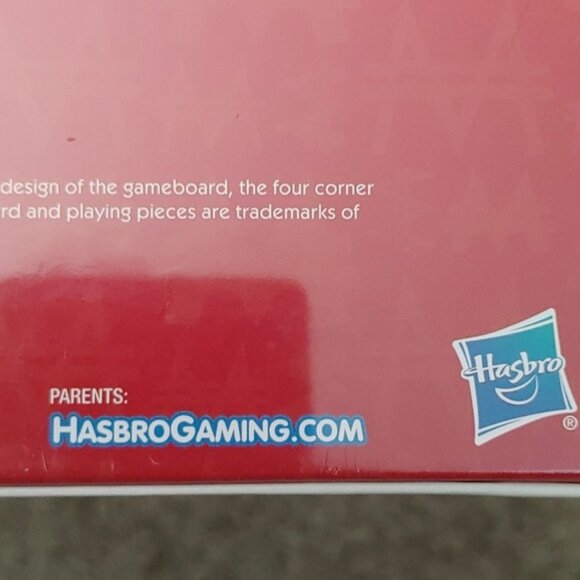 design of the gameboard, the four corner
rd and playing pieces are trademarks of
PARENTS:
HASBROGAMING.COM
Hasbro
®